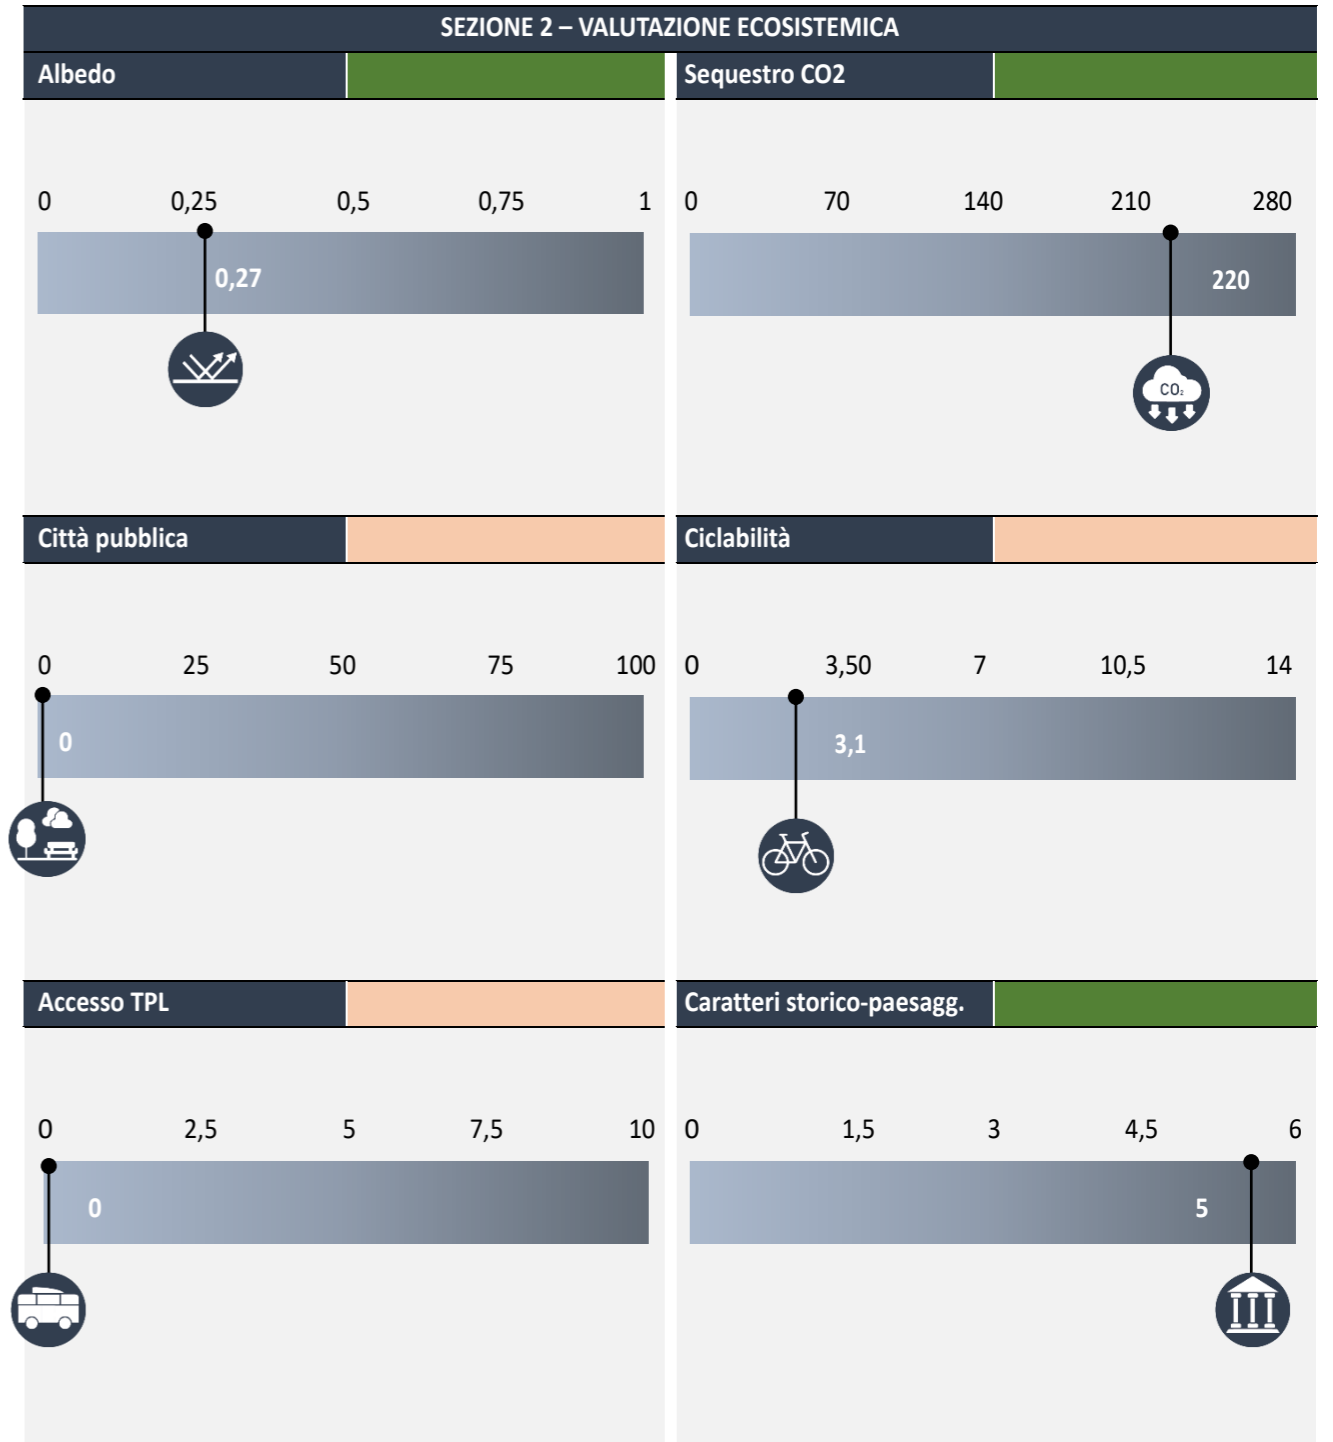 SEZIONE 2 – VALUTAZIONE ECOSISTEMICA
Albedo
0 0,25 0,5 0,75 1
0,27
Sequestro CO2
0 70 140 210 280
220
CO₂
Città pubblica
0 25 50 75 100
0
Ciclabilità
0 3,50 7 10,5 14
3,1
Accesso TPL
0 2,5 5 7,5 10
0
Caratteri storico-paesagg.
0 1,5 3 4,5 6
5